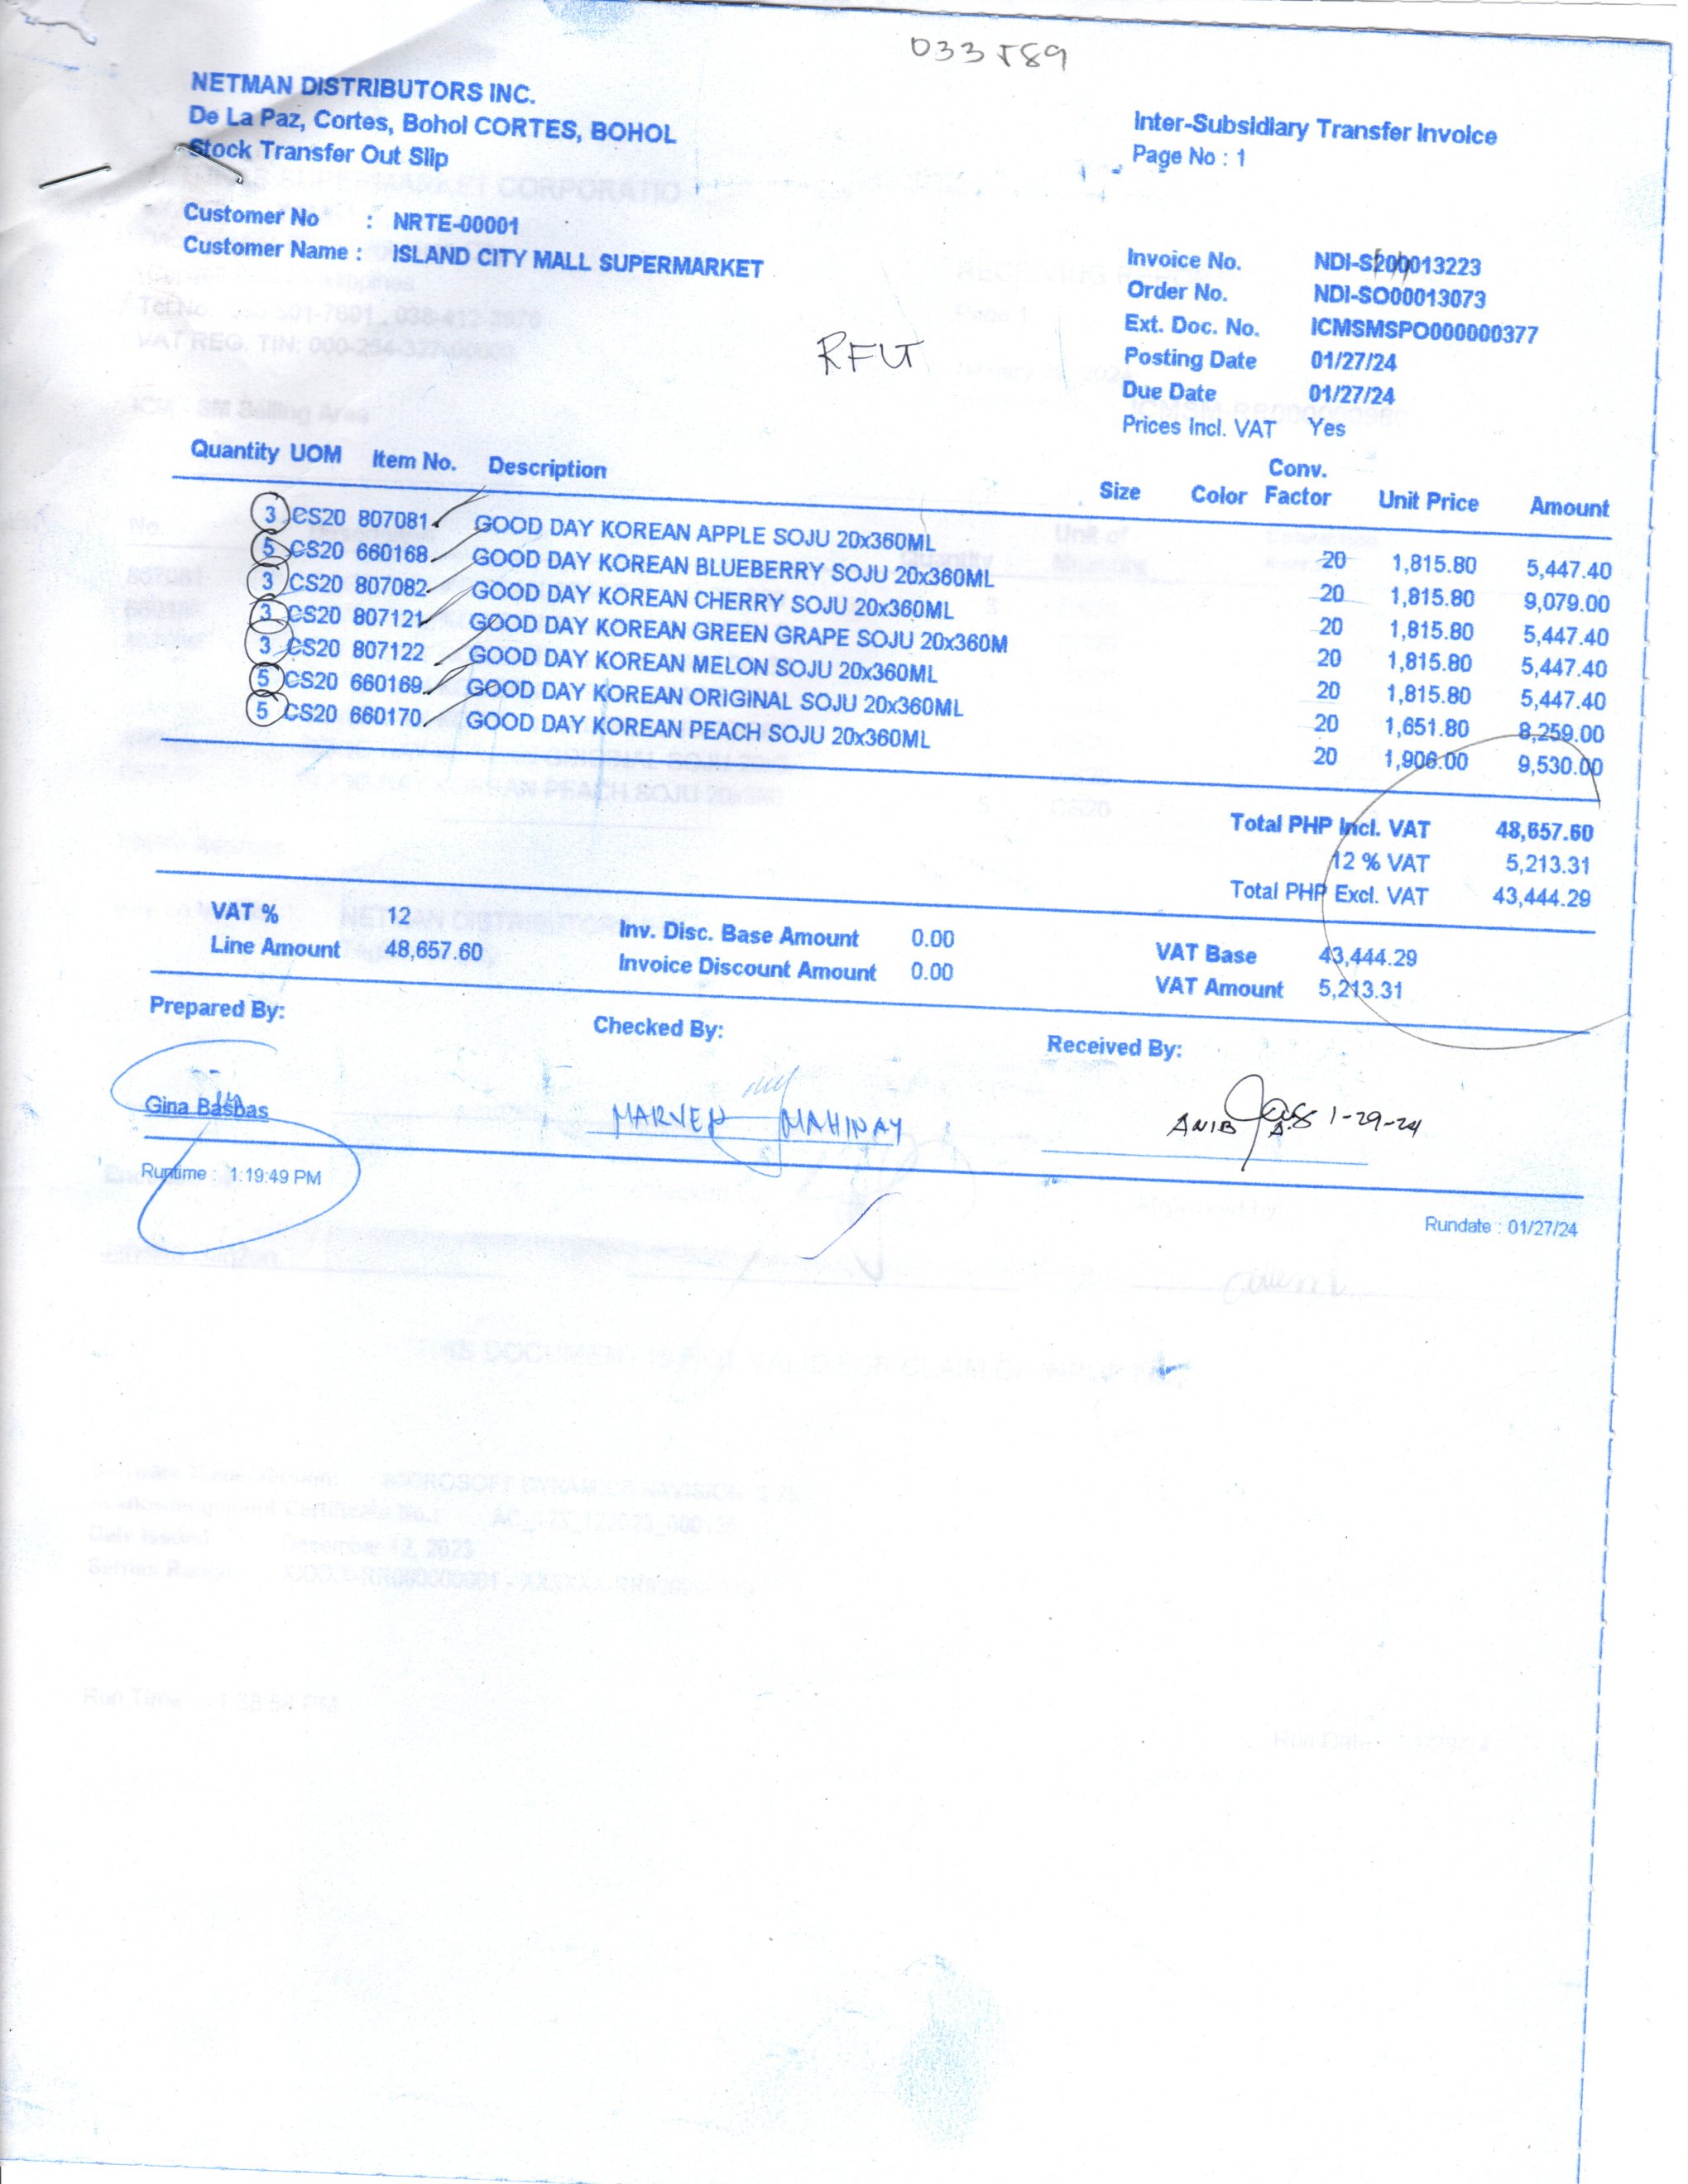 033589
NETMAN DISTRIBUTORS INC.
De La Paz, Cortes, Bohol CORTES, BOHOL
Stock Transfer Out Slip
Inter-Subsidiary Transfer Invoice
Page No : 1
Customer No : NRTE-00001
Customer Name : ISLAND CITY MALL SUPERMARKET
Invoice No. NDI-S200013223
Order No. NDI-SO00013073
Ext. Doc. No. ICMSMSPO000000377
Posting Date 01/27/24
Due Date 01/27/24
Prices Incl. VAT Yes
RFUT
Quantity UOM Item No. Description Size Color Conv. Factor Unit Price Amount
3 CS20 807081 GOOD DAY KOREAN APPLE SOJU 20x360ML 20 1,815.80 5,447.40
5 CS20 660168 GOOD DAY KOREAN BLUEBERRY SOJU 20x360ML 20 1,815.80 9,079.00
3 CS20 807082 GOOD DAY KOREAN CHERRY SOJU 20x360ML 20 1,815.80 5,447.40
3 CS20 807121 GOOD DAY KOREAN GREEN GRAPE SOJU 20x360M 20 1,815.80 5,447.40
3 CS20 807122 GOOD DAY KOREAN MELON SOJU 20x360ML 20 1,815.80 5,447.40
5 CS20 660169 GOOD DAY KOREAN ORIGINAL SOJU 20x360ML 20 1,651.80 8,259.00
5 CS20 660170 GOOD DAY KOREAN PEACH SOJU 20x360ML 20 1,906.00 9,530.00
Total PHP Incl. VAT 48,657.60
12 % VAT 5,213.31
Total PHP Excl. VAT 43,444.29
VAT % 12 Inv. Disc. Base Amount 0.00 VAT Base 43,444.29
Line Amount 48,657.60 Invoice Discount Amount 0.00 VAT Amount 5,213.31
Prepared By: Checked By: Received By:
Gina Basbas MARVEN MAHINAY ANIB 1-29-24
Runtime : 1:19:49 PM
Rundate : 01/27/24